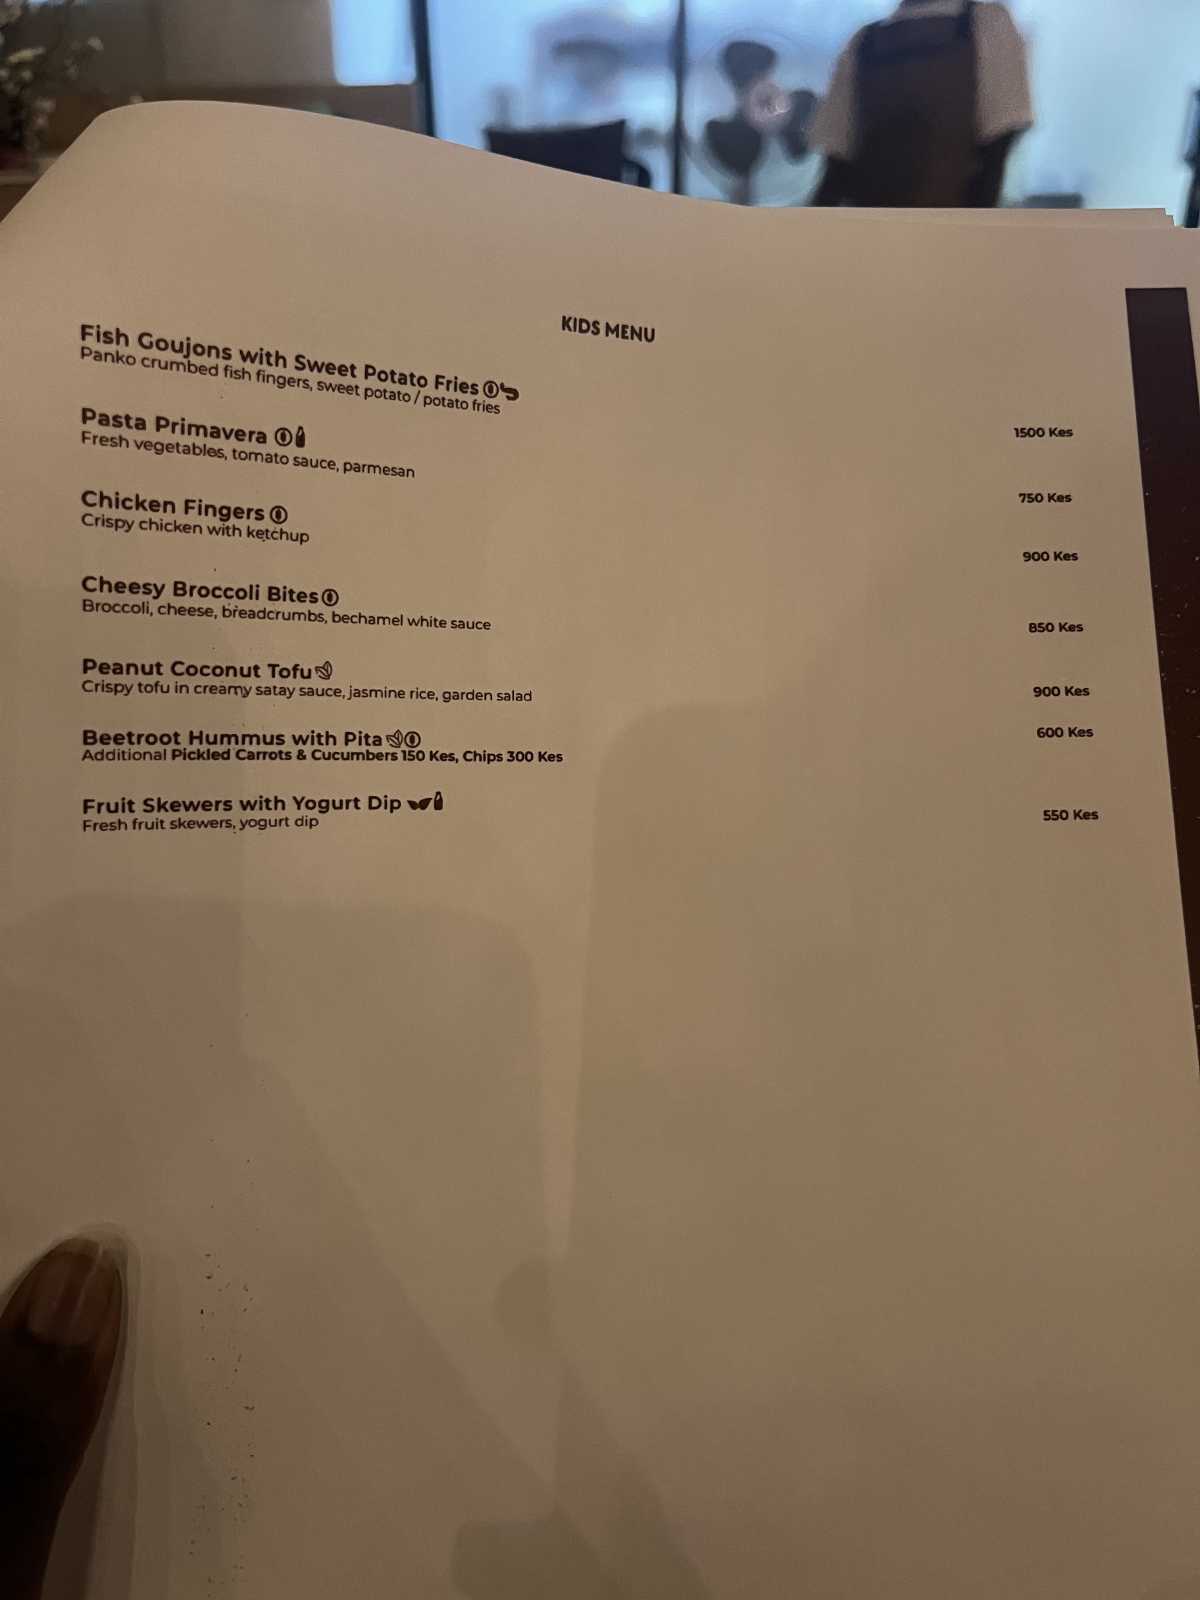 KIDS MENU
Fish Goujons with Sweet Potato Fries
Panko crumbed fish fingers, sweet potato / potato fries
1500 Kes
Pasta Primavera
Fresh vegetables, tomato sauce, parmesan
750 Kes
Chicken Fingers
Crispy chicken with ketchup
900 Kes
Cheesy Broccoli Bites
Broccoli, cheese, breadcrumbs, bechamel white sauce
850 Kes
Peanut Coconut Tofu
Crispy tofu in creamy satay sauce, jasmine rice, garden salad
900 Kes
Beetroot Hummus with Pita
Additional Pickled Carrots & Cucumbers 150 Kes, Chips 300 Kes
600 Kes
Fruit Skewers with Yogurt Dip
Fresh fruit skewers, yogurt dip
550 Kes